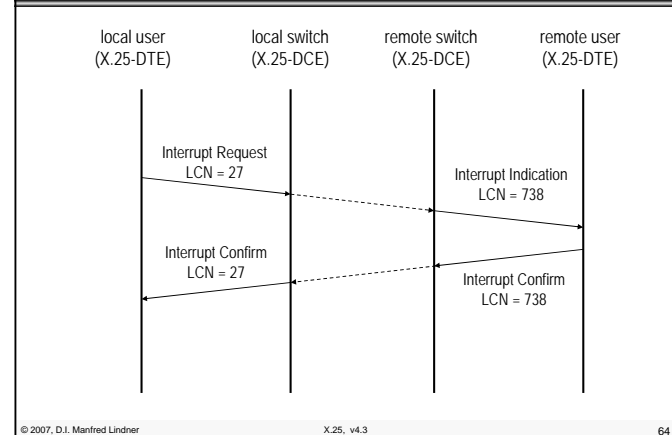 local user
(X.25-DTE)
local switch
(X.25-DCE)
remote switch
(X.25-DCE)
remote user
(X.25-DTE)
Interrupt Request
LCN = 27
Interrupt Indication
LCN = 738
Interrupt Confirm
LCN = 27
Interrupt Confirm
LCN = 738
© 2007, D.I. Manfred Lindner
X.25, v4.3
64